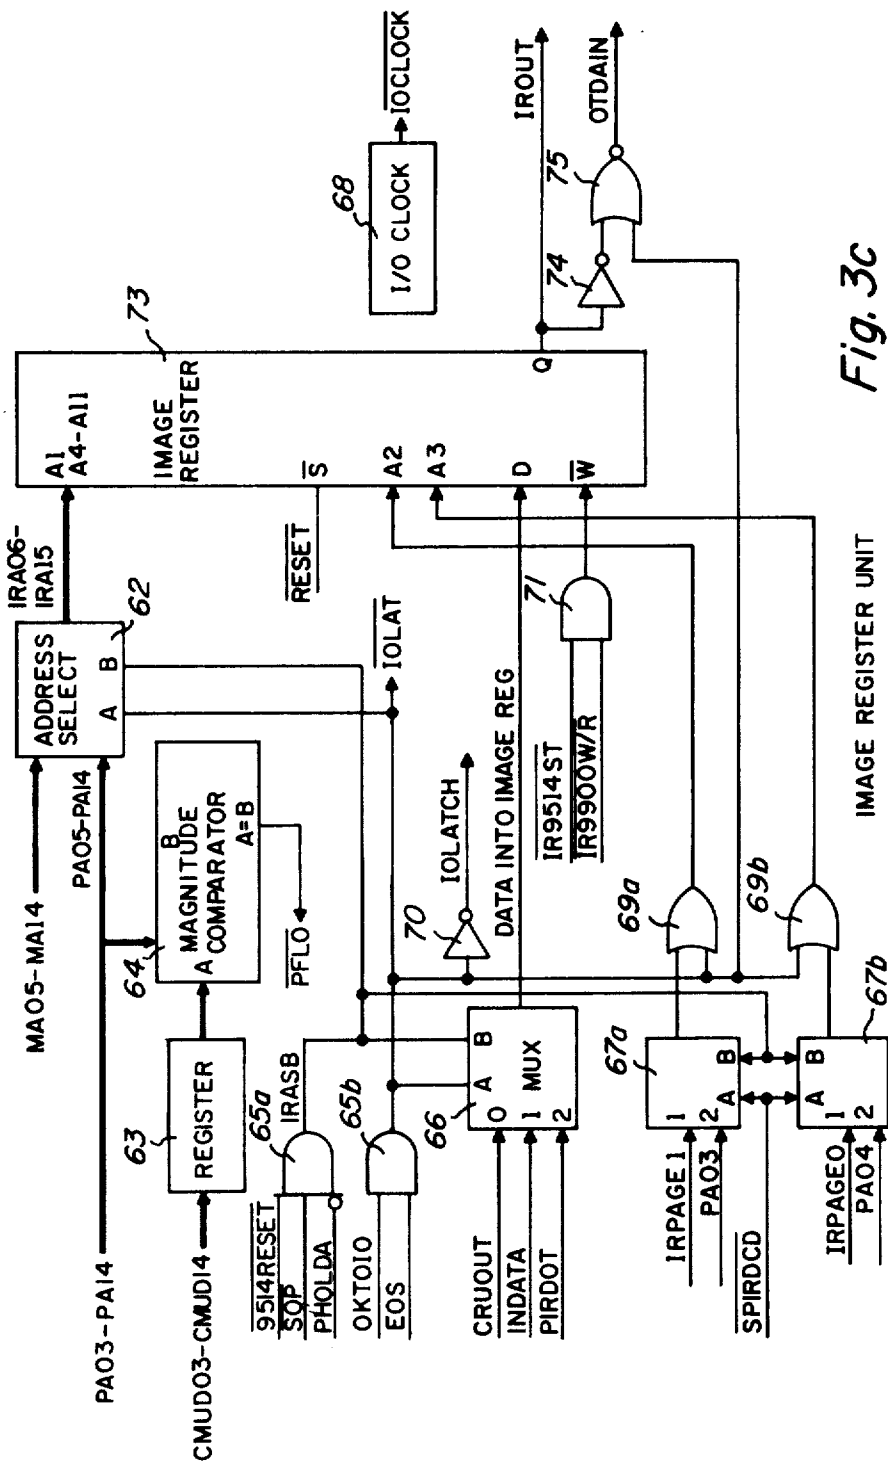 PA03-PA14
CMUD03-CMUD14
MA05-MA14
PA05-PA14
63
REGISTER
64
A
B
MAGNITUDE
COMPARATOR
A=B
PFLO
ADDRESS
SELECT
A
B
62
IRA06-
IRA15
A1
A4-A11
IMAGE
REGISTER
73
S
RESET
A2
A3
D
W
Q
9514RESET
SOP
PHOLDA
65a
IRASB
OKTOIO
EOS
65b
IOLAT
70
IOLATCH
DATA INTO IMAGE REG
CRUOUT
INDATA
PIRDOT
0
1
2
66
A
B
MUX
IR9514ST
IR9900W/R
71
68
I/O CLOCK
IOCLOCK
IROUT
74
75
OTDAIN
IRPAGE1
PA03
1
2
67a
A
B
69a
SPIRDCD
IRPAGE0
PA04
1
2
A
B
67b
69b
IMAGE REGISTER UNIT
Fig. 3c